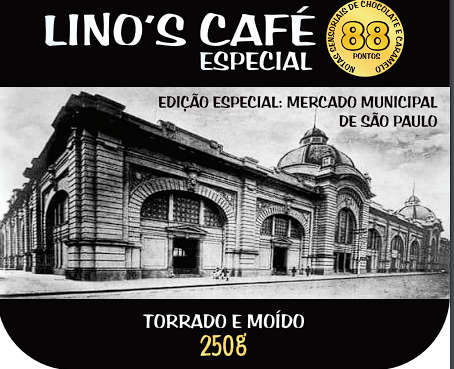 LINO'S CAFÉ
ESPECIAL
NOTAS SENSORIAIS DE CHOCOLATE E CARAMELO
88
PONTOS
EDIÇÃO ESPECIAL: MERCADO MUNICIPAL
DE SÃO PAULO
TORRADO E MOÍDO
250g